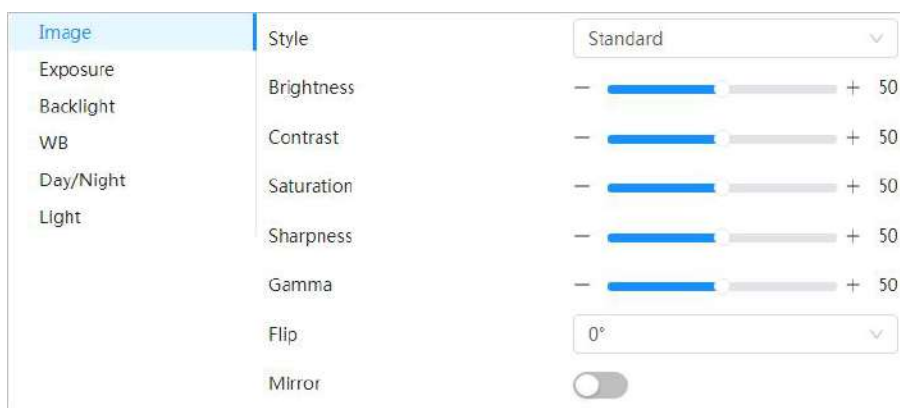 Image
Exposure
Backlight
WB
Day/Night
Light
Style Standard
Brightness − + 50
Contrast − + 50
Saturation − + 50
Sharpness − + 50
Gamma − + 50
Flip 0°
Mirror